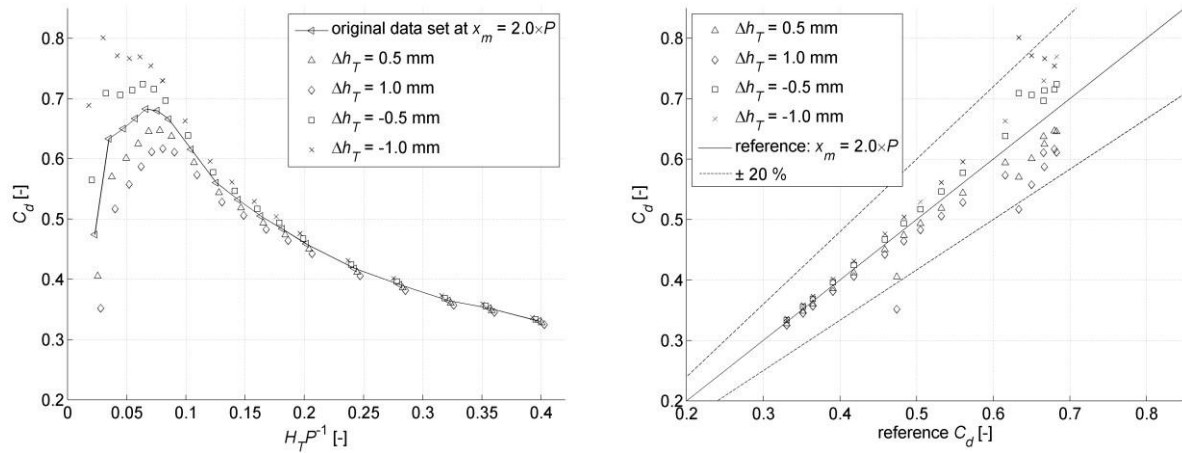 0.8
0.7
0.6
0.5
0.4
0.3
0.2
C_d [-]
0
0.05
0.1
0.15
0.2
0.25
0.3
0.35
0.4
H_T P^-1 [-]
original data set at x_m = 2.0×P
Δh_T = 0.5 mm
Δh_T = 1.0 mm
Δh_T = -0.5 mm
Δh_T = -1.0 mm
0.8
0.7
0.6
0.5
0.4
0.3
0.2
C_d [-]
0.2
0.3
0.4
0.5
0.6
0.7
0.8
reference C_d [-]
Δh_T = 0.5 mm
Δh_T = 1.0 mm
Δh_T = -0.5 mm
Δh_T = -1.0 mm
reference: x_m = 2.0×P
± 20 %